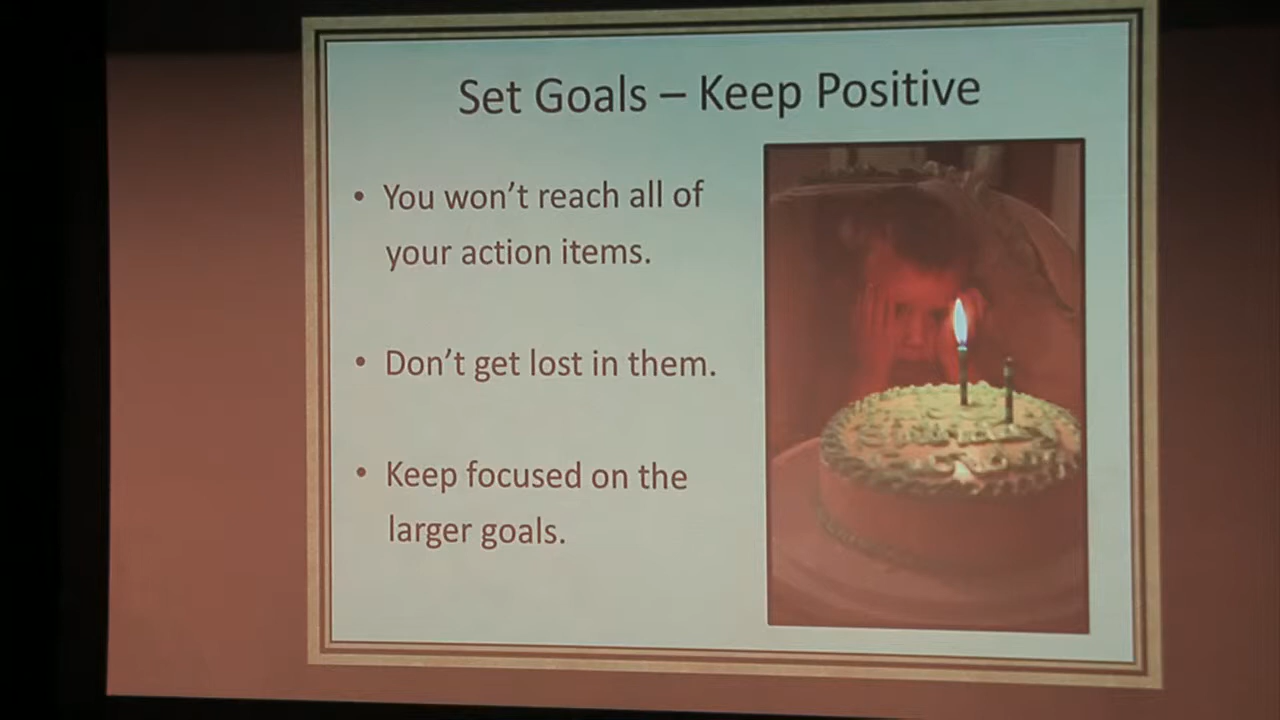 Set Goals – Keep Positive
• You won't reach all of
your action items.
• Don't get lost in them.
• Keep focused on the
larger goals.